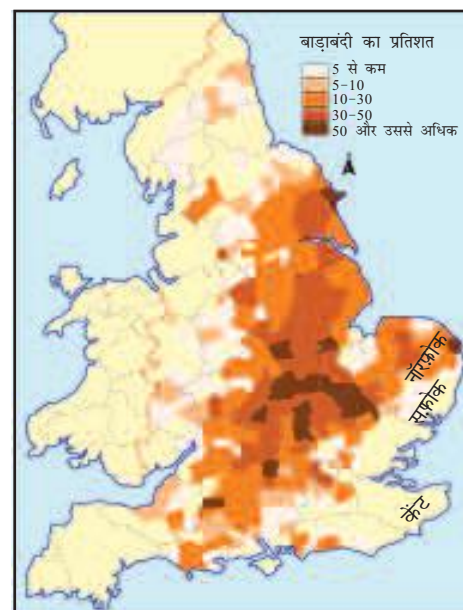 बाड़ाबंदी का प्रतिशत
5 से कम
5-10
10-30
30-50
50 और उससे अधिक
नॉरफ़ोक
सफ़ोक
केंट